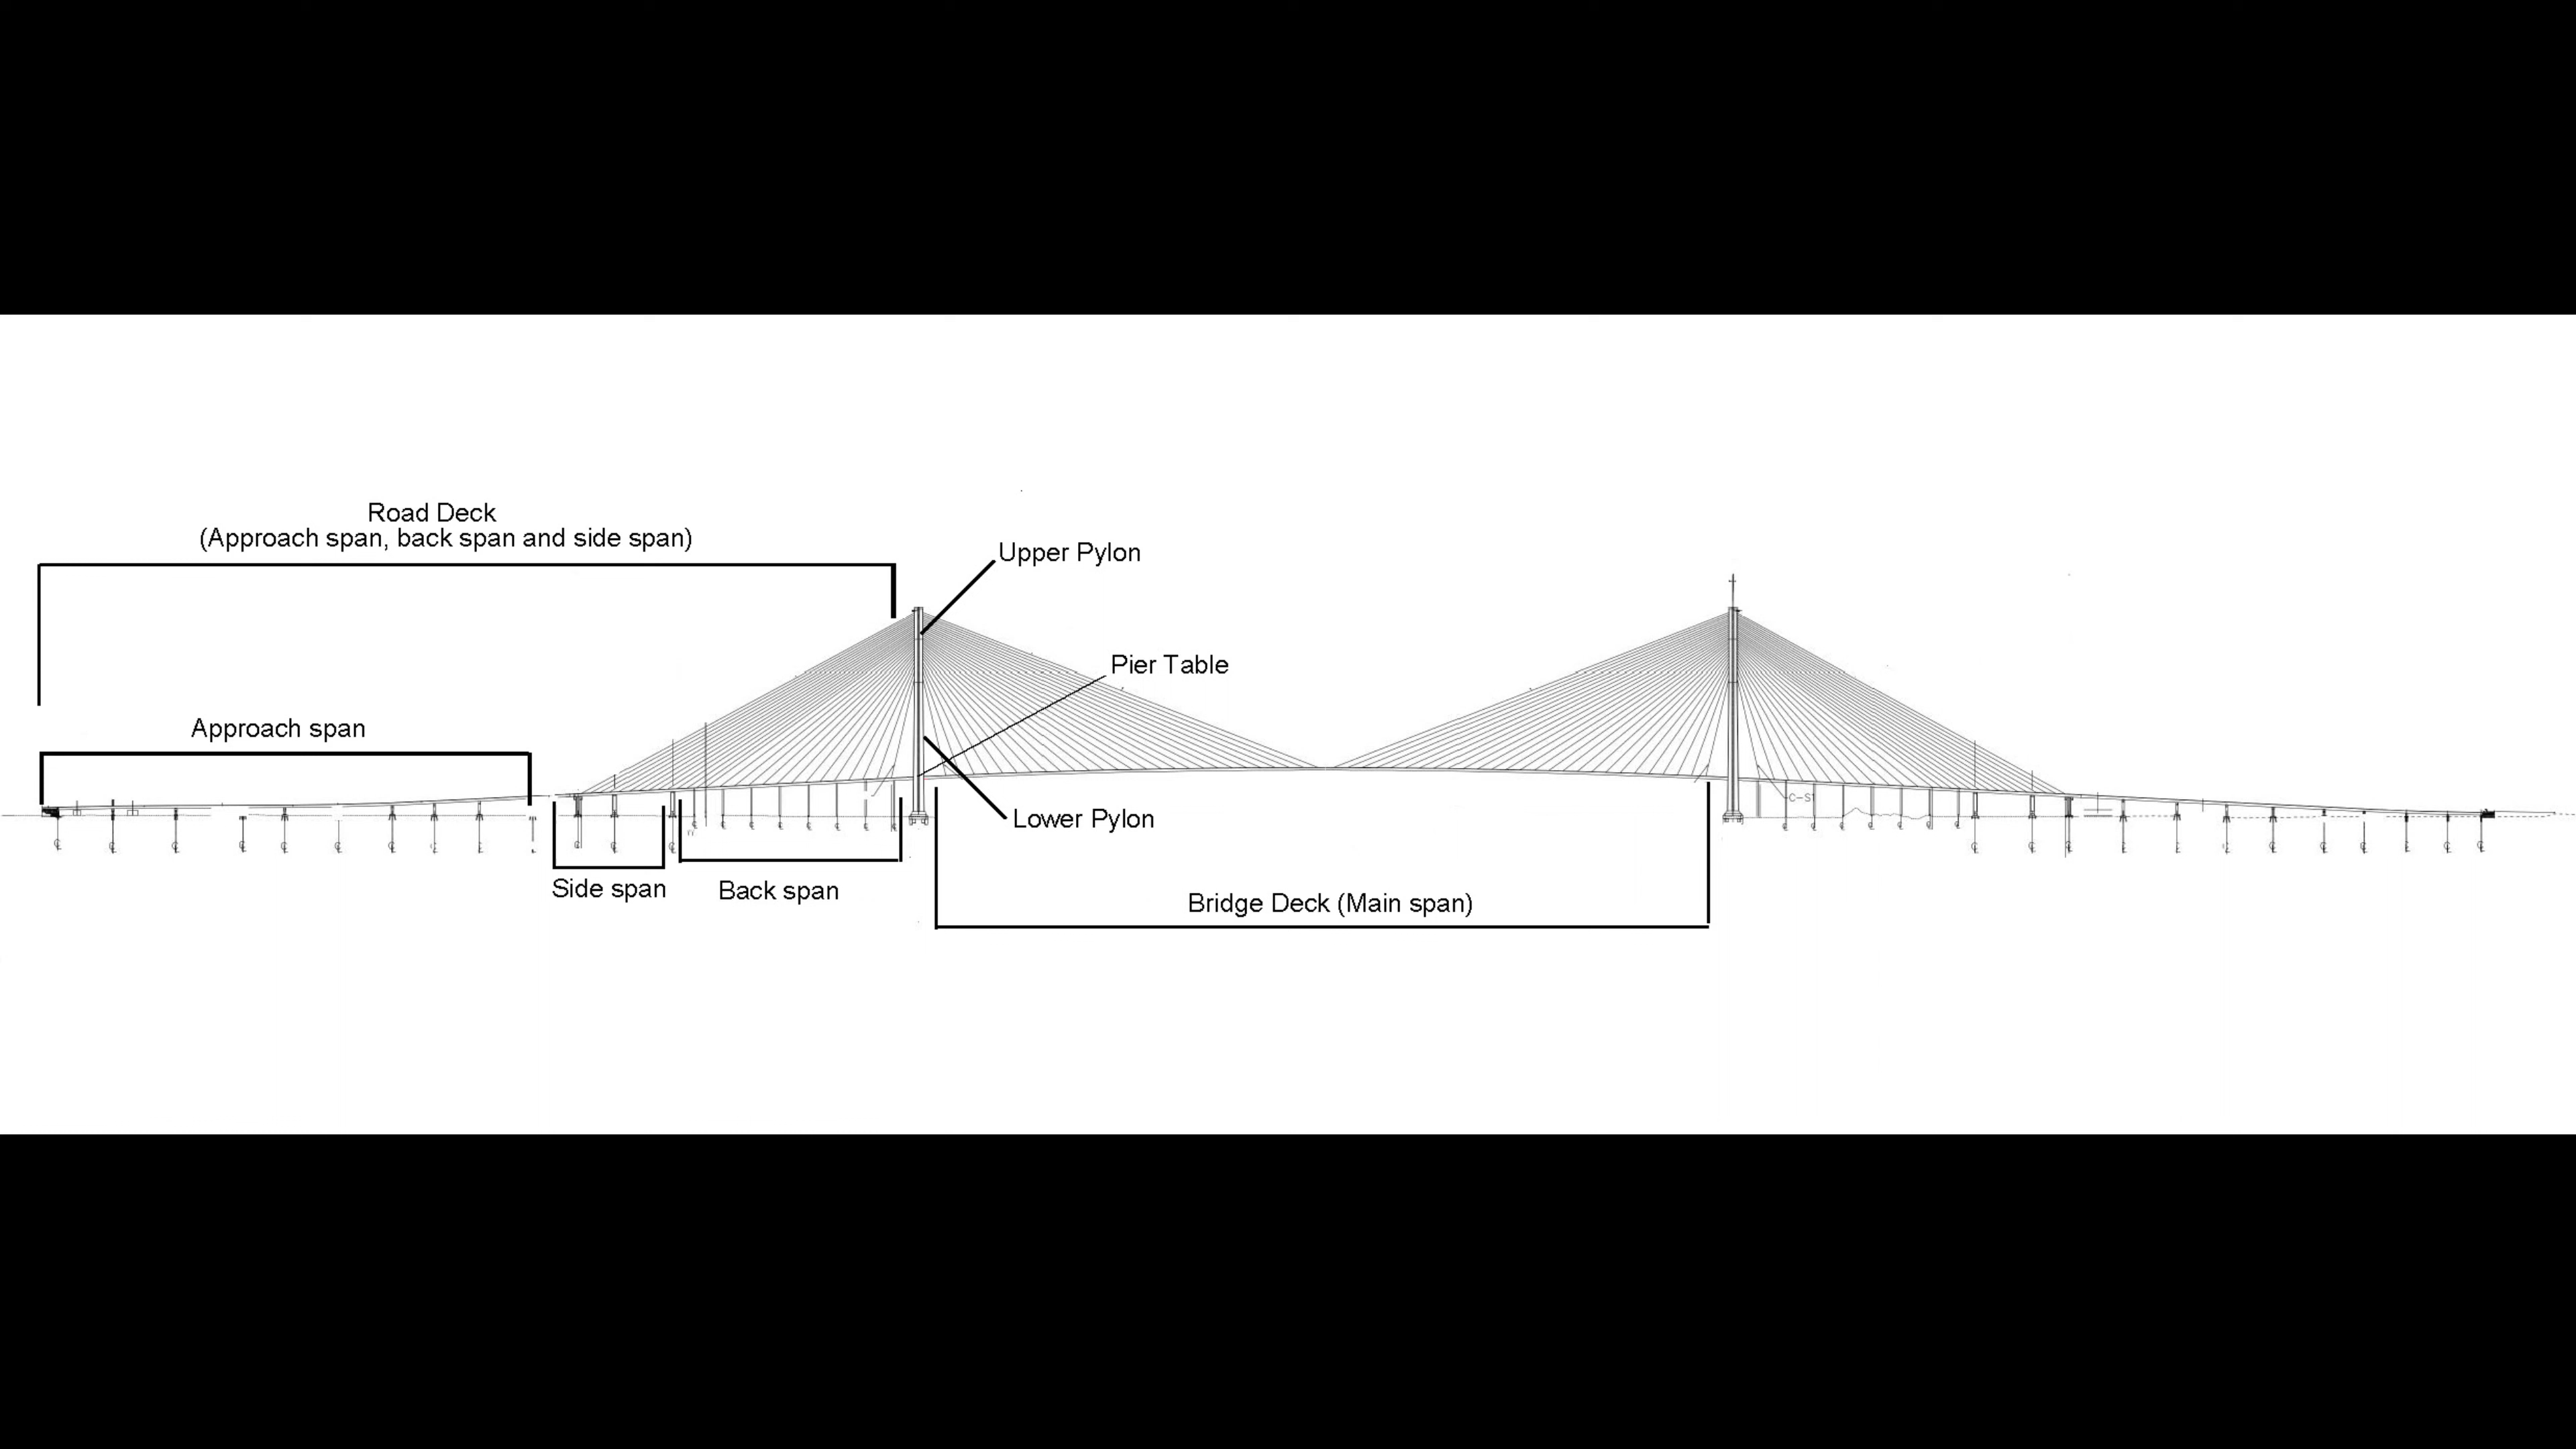 Road Deck
(Approach span, back span and side span)
Upper Pylon
Pier Table
Approach span
C-S1
Lower Pylon
Side span
Back span
Bridge Deck (Main span)